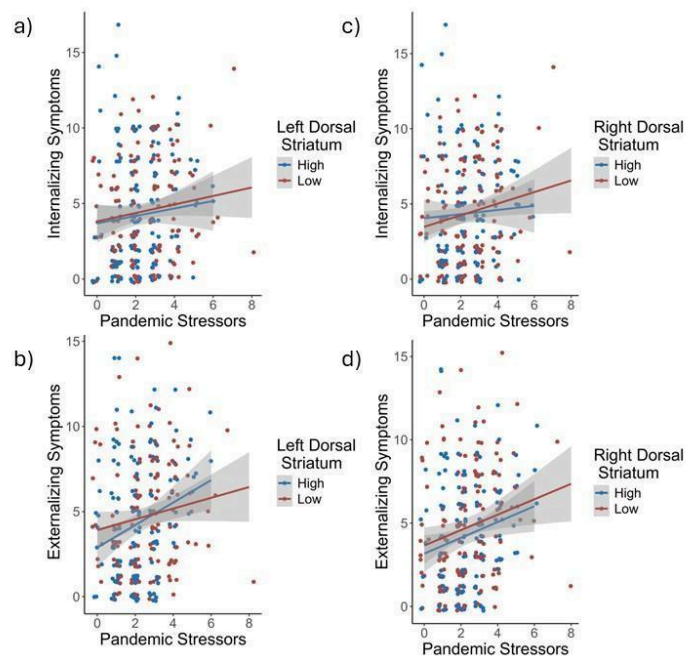 a)
15
10
5
0
Internalizing Symptoms
0 2 4 6 8
Pandemic Stressors
Left Dorsal
Striatum
High
Low
c)
15
10
5
0
Internalizing Symptoms
0 2 4 6 8
Pandemic Stressors
Right Dorsal
Striatum
High
Low
b)
15
10
5
0
Externalizing Symptoms
0 2 4 6 8
Pandemic Stressors
Left Dorsal
Striatum
High
Low
d)
15
10
5
0
Externalizing Symptoms
0 2 4 6 8
Pandemic Stressors
Right Dorsal
Striatum
High
Low